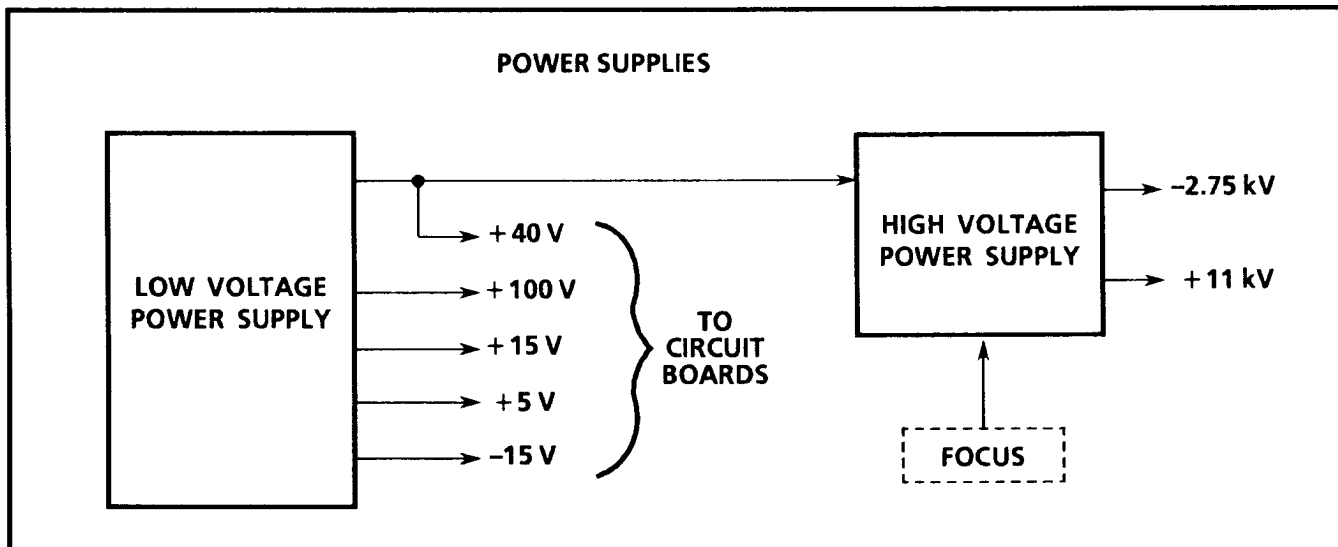 POWER SUPPLIES
LOW VOLTAGE
POWER SUPPLY
+40 V
+100 V
+15 V
+5 V
–15 V
TO
CIRCUIT
BOARDS
HIGH VOLTAGE
POWER SUPPLY
–2.75 kV
+11 kV
FOCUS